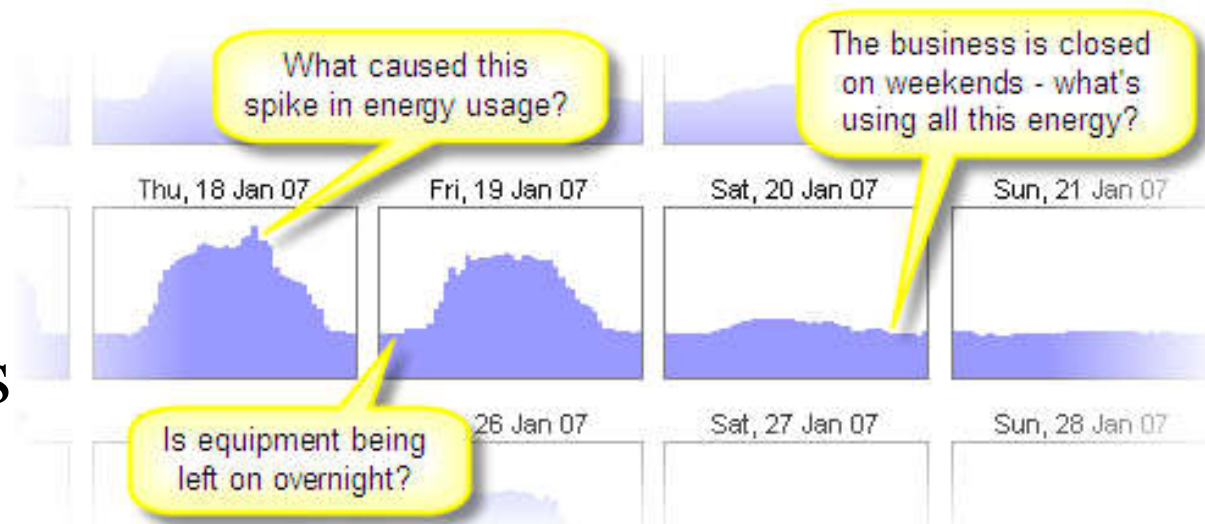 What caused this
spike in energy usage?
The business is closed
on weekends - what's
using all this energy?
Thu, 18 Jan 07
Fri, 19 Jan 07
Sat, 20 Jan 07
Sun, 21 Jan 07
s
Is equipment being
left on overnight?
26 Jan 07
Sat, 27 Jan 07
Sun, 28 Jan 07